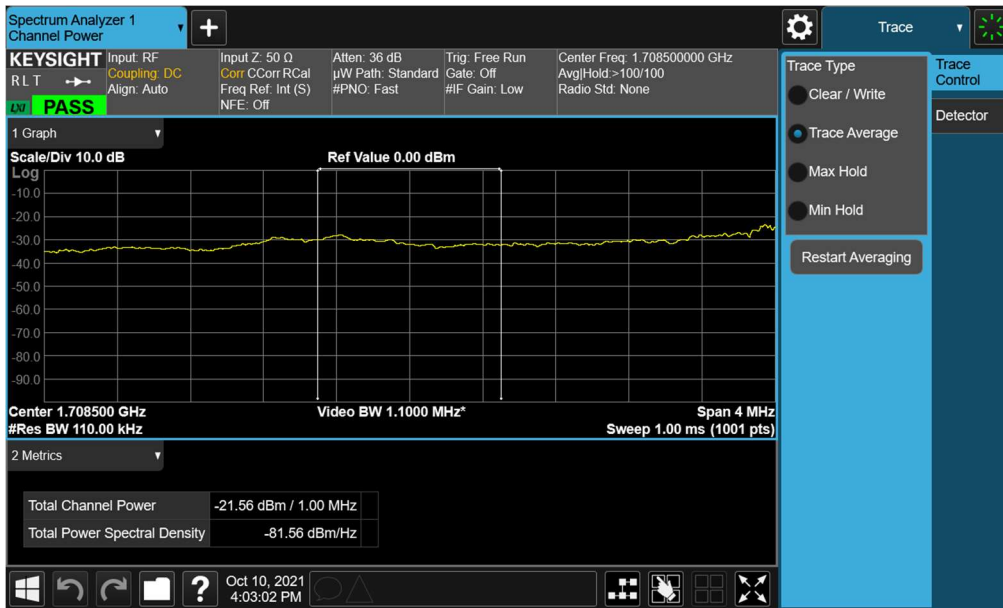 Spectrum Analyzer 1
Channel Power
+
Trace
KEYSIGHT
R L T
LXI
PASS
Input: RF
Coupling: DC
Align: Auto
Input Z: 50 Ω
Corr CCorr RCal
Freq Ref: Int (S)
NFE: Off
Atten: 36 dB
µW Path: Standard
#PNO: Fast
Trig: Free Run
Gate: Off
#IF Gain: Low
Center Freq: 1.708500000 GHz
Avg|Hold:>100/100
Radio Std: None
Trace Type
Clear / Write
Trace Average
Max Hold
Min Hold
Restart Averaging
Trace
Control
Detector
1 Graph
Scale/Div 10.0 dB
Ref Value 0.00 dBm
Log
-10.0
-20.0
-30.0
-40.0
-50.0
-60.0
-70.0
-80.0
-90.0
Center 1.708500 GHz
#Res BW 110.00 kHz
Video BW 1.1000 MHz*
Span 4 MHz
Sweep 1.00 ms (1001 pts)
2 Metrics
Total Channel Power -21.56 dBm / 1.00 MHz
Total Power Spectral Density -81.56 dBm/Hz
?
Oct 10, 2021
4:03:02 PM